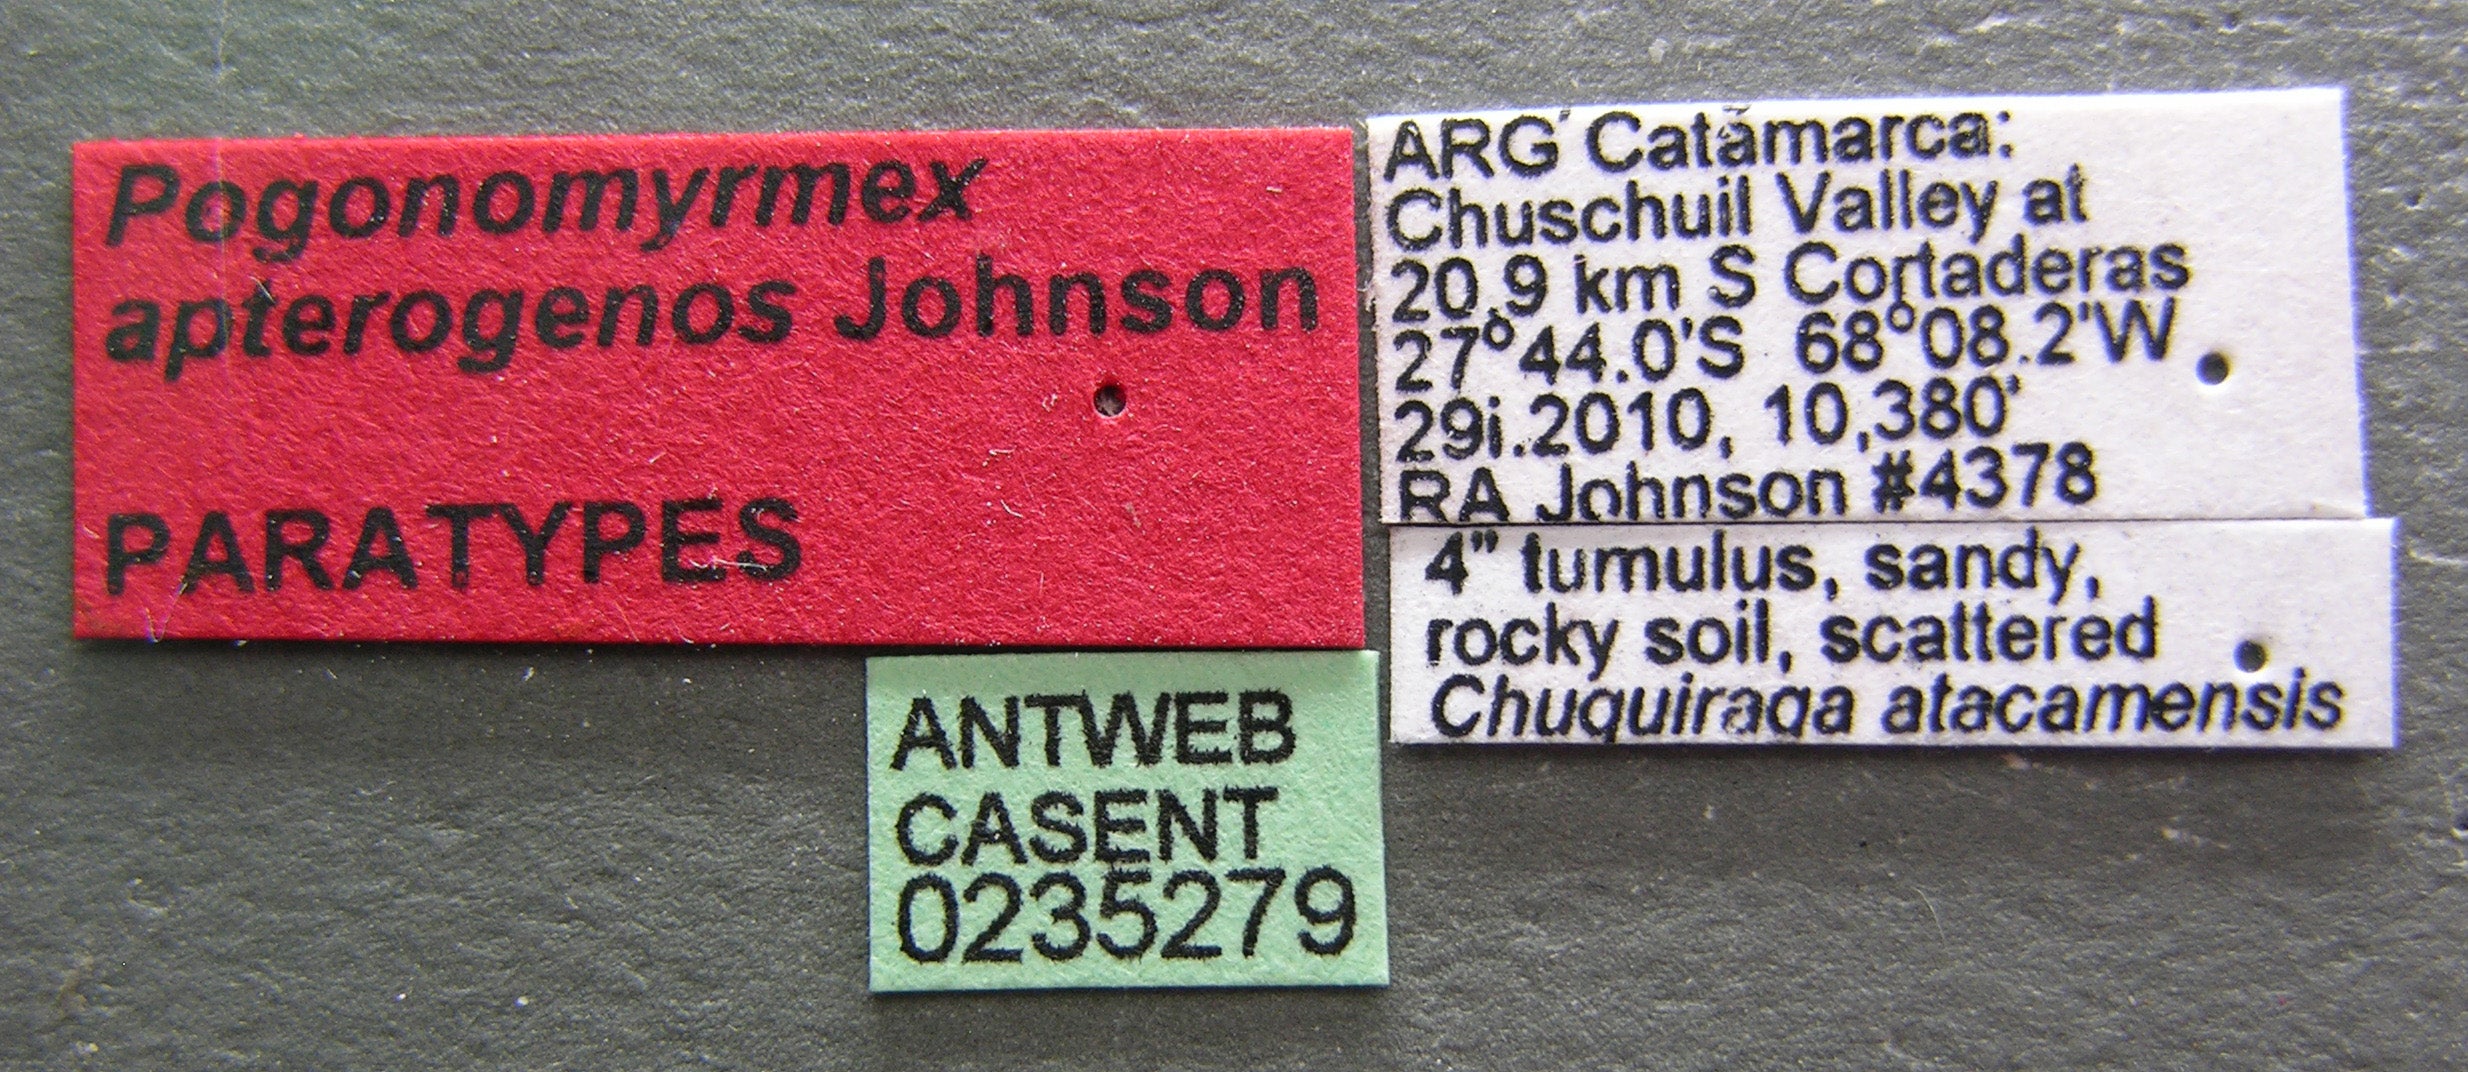 Pogonomyrmex
apterogenos Johnson
PARATYPES
ARG Catamarca:
Chuschuil Valley at
20.9 km S Cortaderas
27°44.0'S 68°08.2'W
29i.2010, 10,380'
RA Johnson #4378
4" tumulus, sandy,
rocky soil, scattered
Chuquiraga atacamensis
ANTWEB
CASENT
0235279